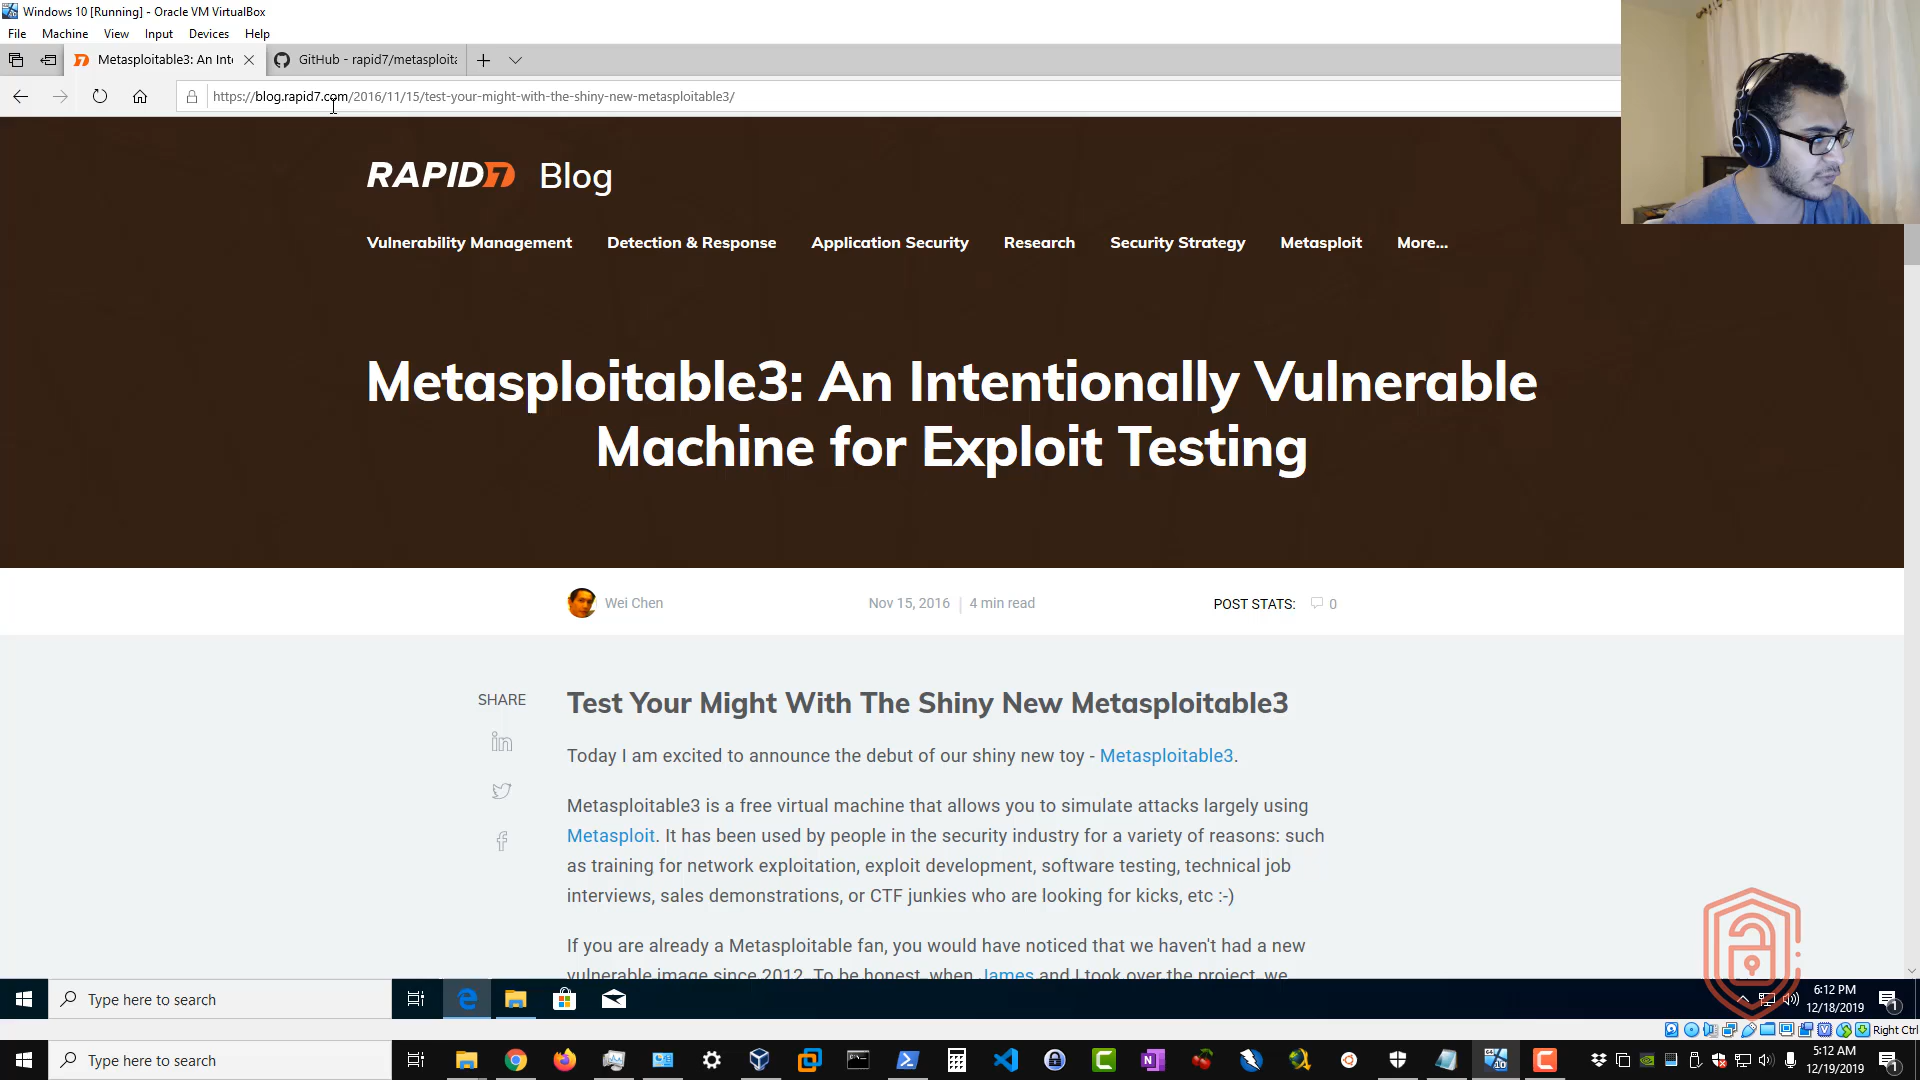 Windows 10 [Running] - Oracle VM VirtualBox
File Machine View Input Devices Help
Metasploitable3: An Int
GitHub - rapid7/metasploita
https://blog.rapid7.com/2016/11/15/test-your-might-with-the-shiny-new-metasploitable3/
RAPID7 Blog
Vulnerability Management Detection & Response Application Security Research Security Strategy Metasploit More...
Metasploitable3: An Intentionally Vulnerable
Machine for Exploit Testing
Wei Chen
Nov 15, 2016 | 4 min read
POST STATS: 0
SHARE
Test Your Might With The Shiny New Metasploitable3
Today I am excited to announce the debut of our shiny new toy - Metasploitable3.
Metasploitable3 is a free virtual machine that allows you to simulate attacks largely using
Metasploit. It has been used by people in the security industry for a variety of reasons: such
as training for network exploitation, exploit development, software testing, technical job
interviews, sales demonstrations, or CTF junkies who are looking for kicks, etc :-)
If you are already a Metasploitable fan, you would have noticed that we haven't had a new
vulnerable image since 2012. To be honest, when James and I took over the project, we
Type here to search
6:12 PM
12/18/2019
1
Right Ctrl
Type here to search
5:12 AM
12/19/2019
1